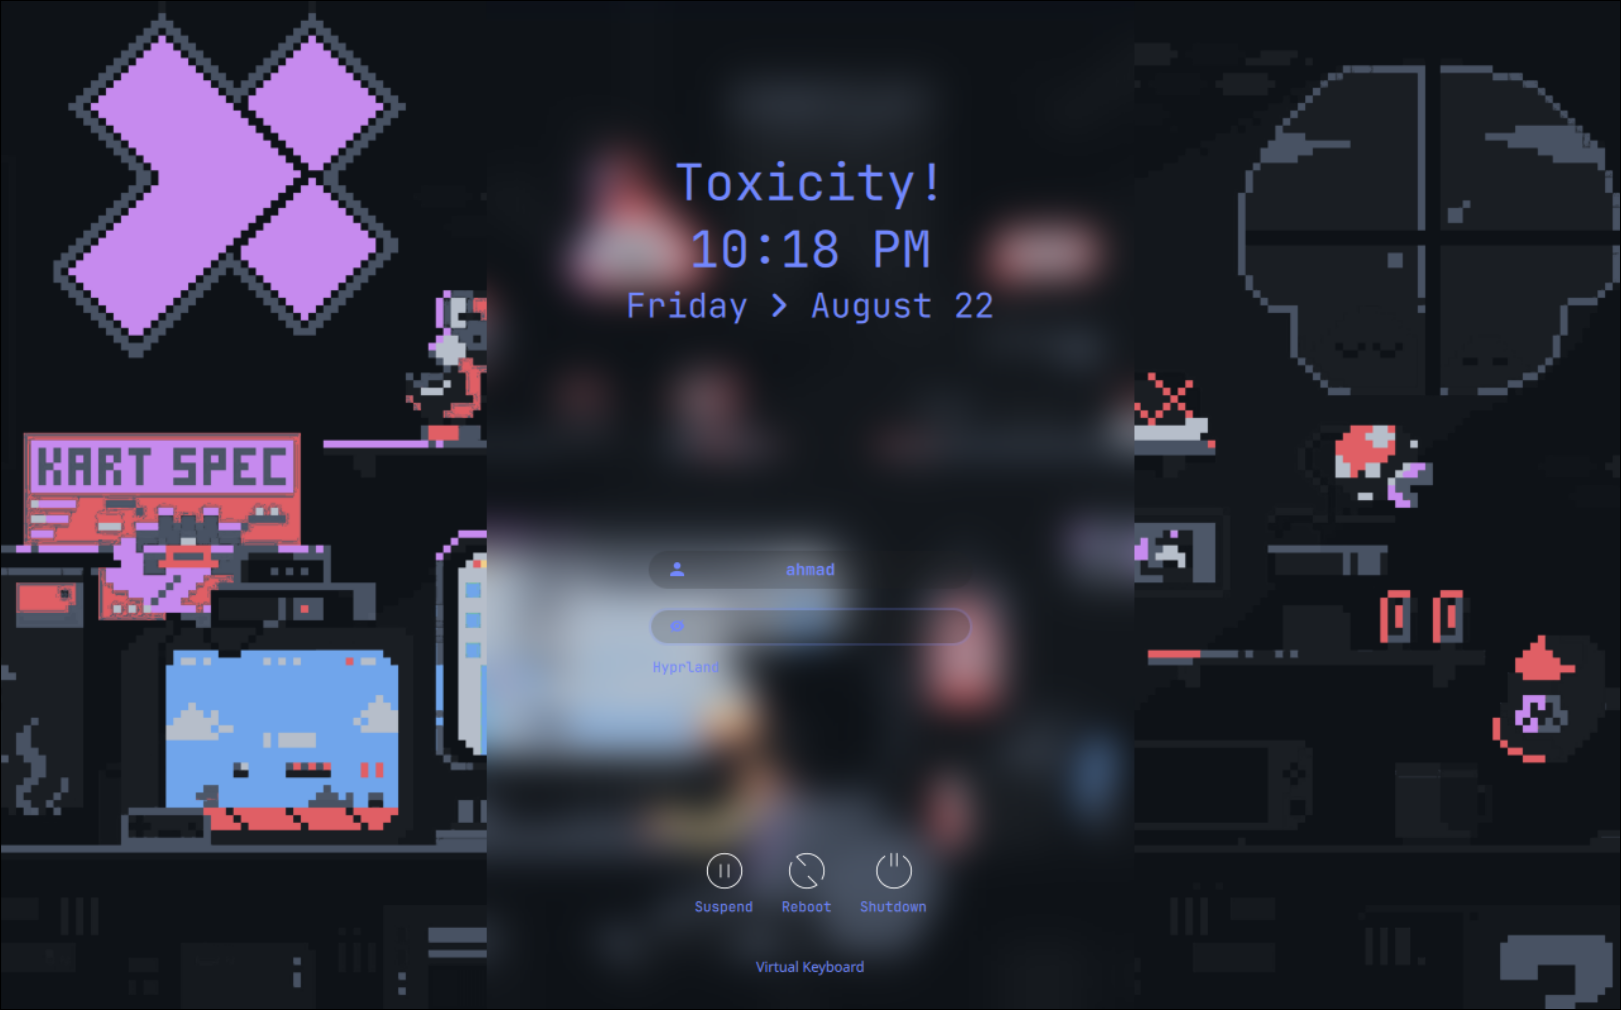 KART SPEC
Toxicity!
10:18 PM
Friday > August 22
ahmad
Hyprland
Suspend Reboot Shutdown
Virtual Keyboard